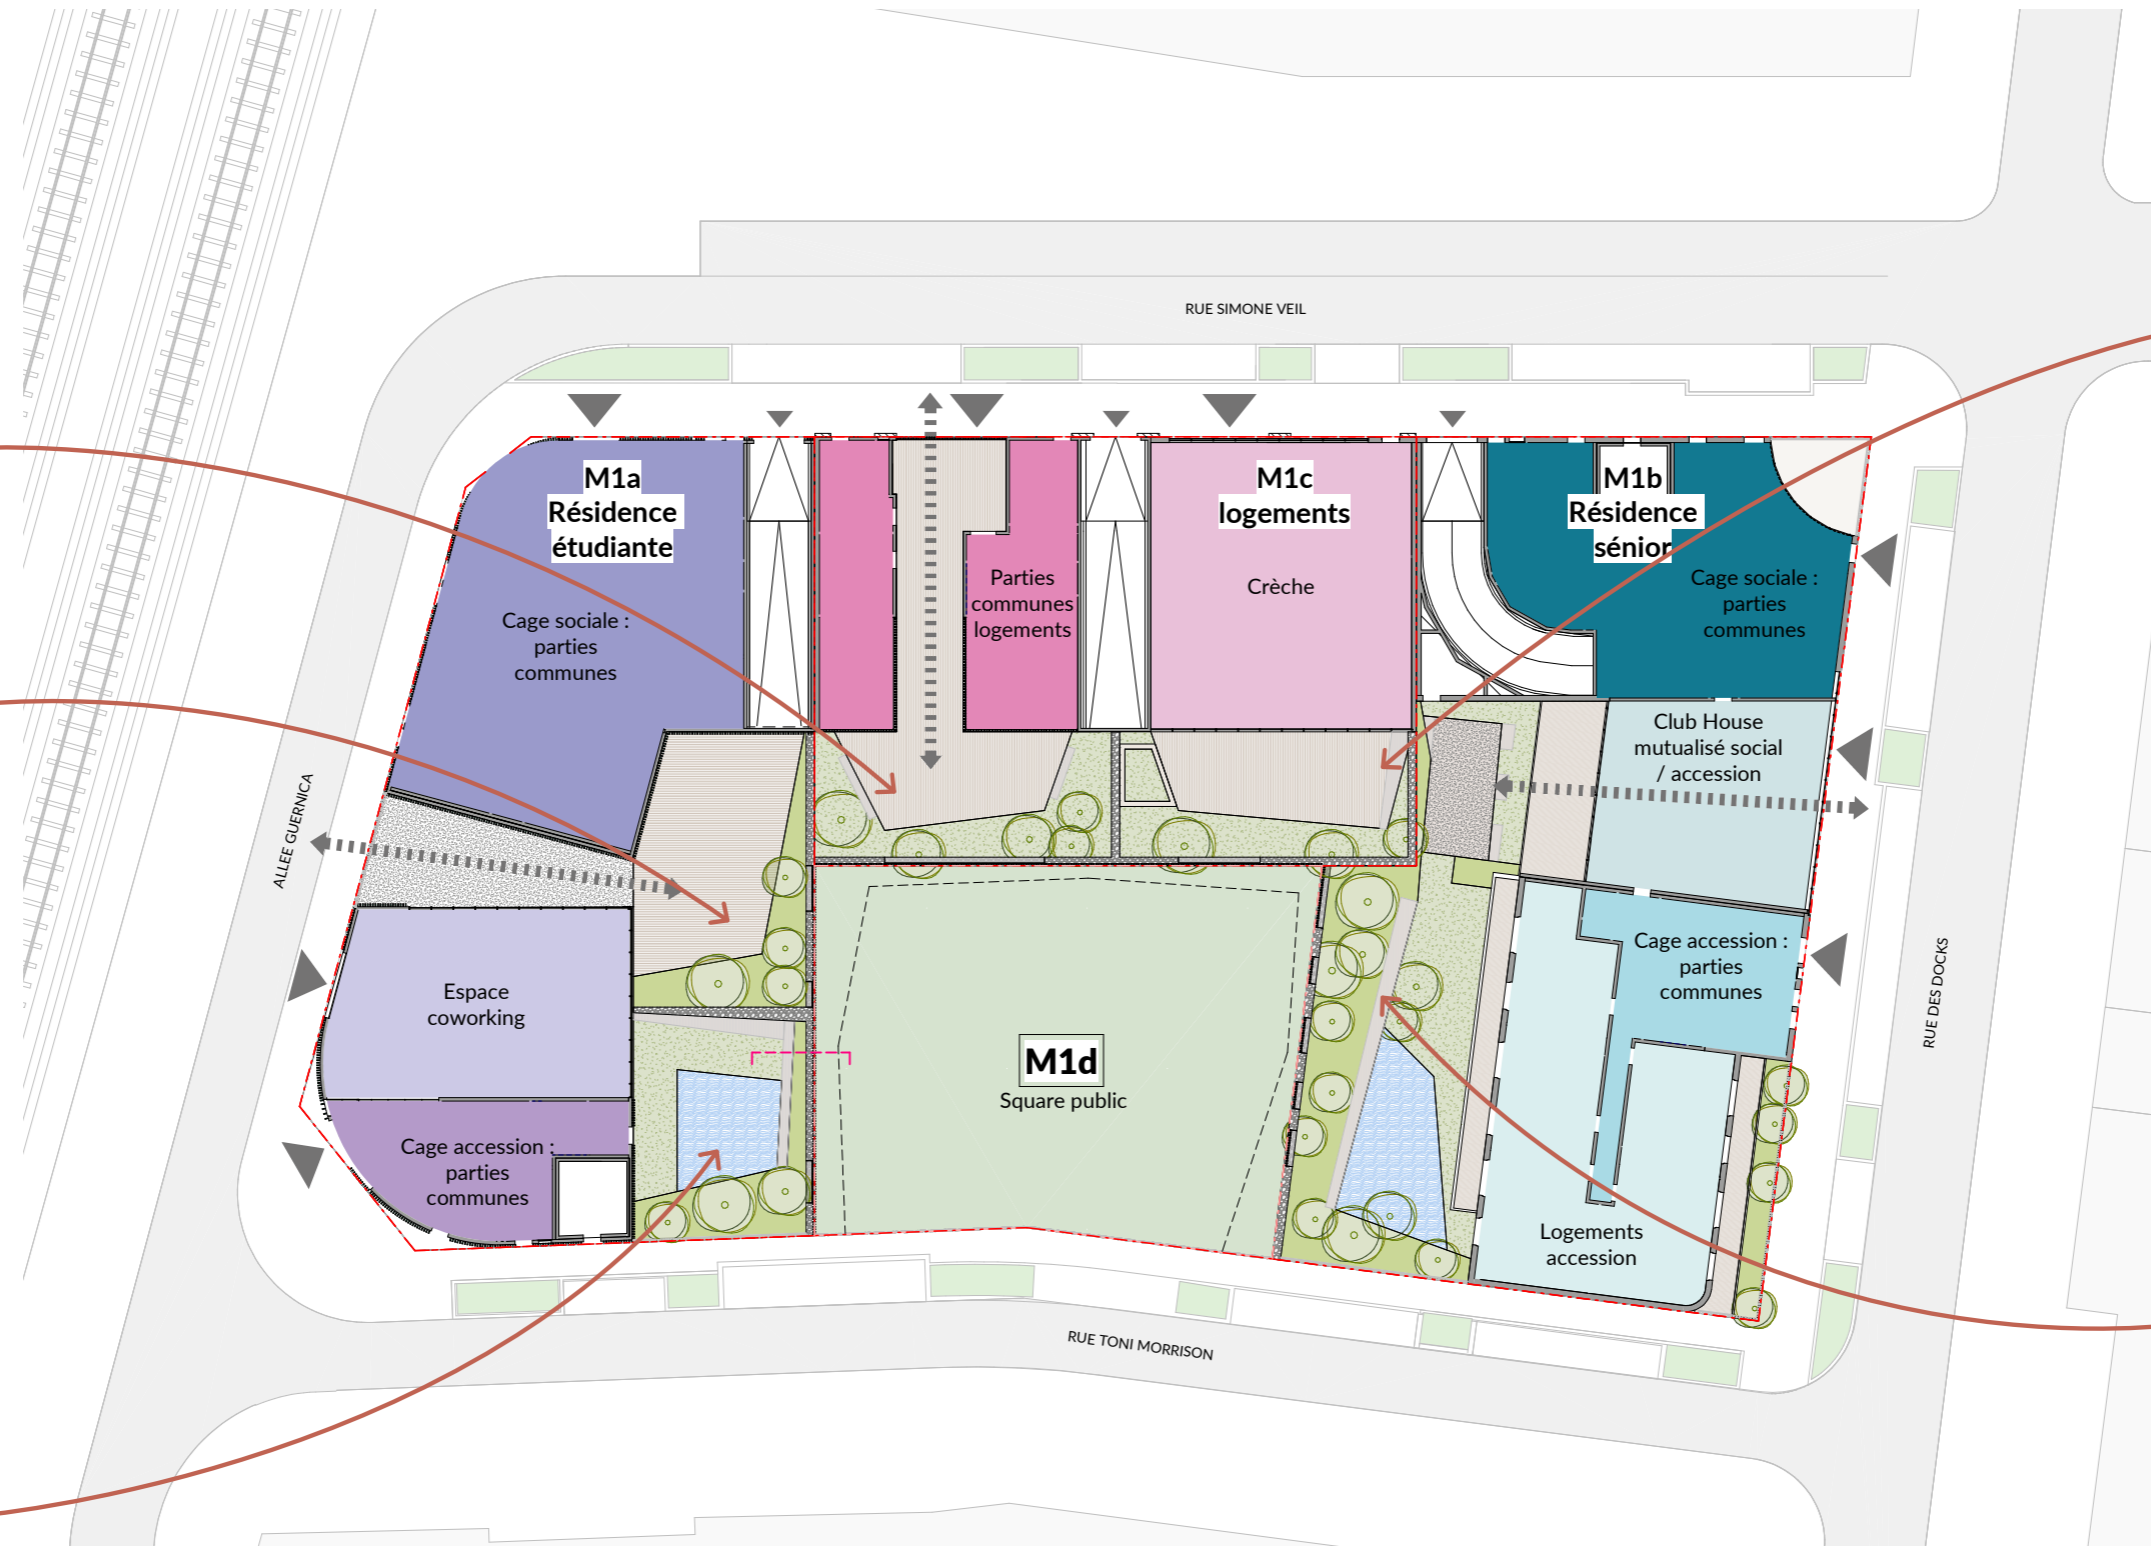 RUE SIMONE VEIL
M1a
Résidence
étudiante
Cage sociale :
parties
communes
Parties
communes
logements
M1c
logements
Crèche
M1b
Résidence
sénior
Cage sociale :
parties
communes
Club House
mutualisé social
/ accession
ALLEE GUERNICA
Espace
coworking
Cage accession :
parties
communes
M1d
Square public
Cage accession :
parties
communes
Logements
accession
RUE DES DOCKS
RUE TONI MORRISON